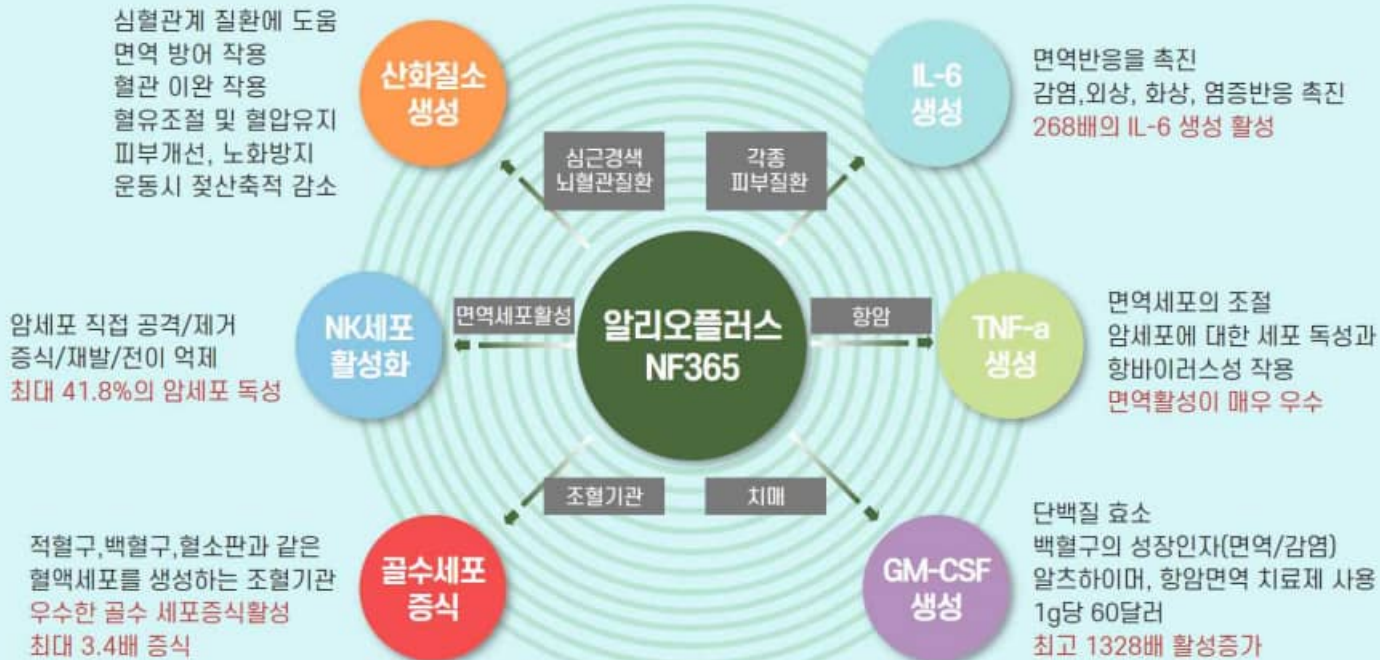 심혈관계 질환에 도움
면역 방어 작용
혈관 이완 작용
혈유조절 및 혈압유지
피부개선, 노화방지
운동시 젖산축적 감소
산화질소
생성
심근경색
뇌혈관질환
IL-6
생성
각종
피부질환
면역반응을 촉진
감염,외상, 화상, 염증반응 촉진
268배의 IL-6 생성 활성
암세포 직접 공격/제거
증식/재발/전이 억제
최대 41.8%의 암세포 독성
NK세포
활성화
면역세포활성
알리오플러스
NF365
항암
TNF-a
생성
면역세포의 조절
암세포에 대한 세포 독성과
항바이러스성 작용
면역활성이 매우 우수
적혈구,백혈구,혈소판과 같은
혈액세포를 생성하는 조혈기관
우수한 골수 세포증식활성
최대 3.4배 증식
골수세포
증식
조혈기관
치매
GM-CSF
생성
단백질 효소
백혈구의 성장인자(면역/감염)
알츠하이머, 항암면역 치료제 사용
1g당 60달러
최고 1328배 활성증가